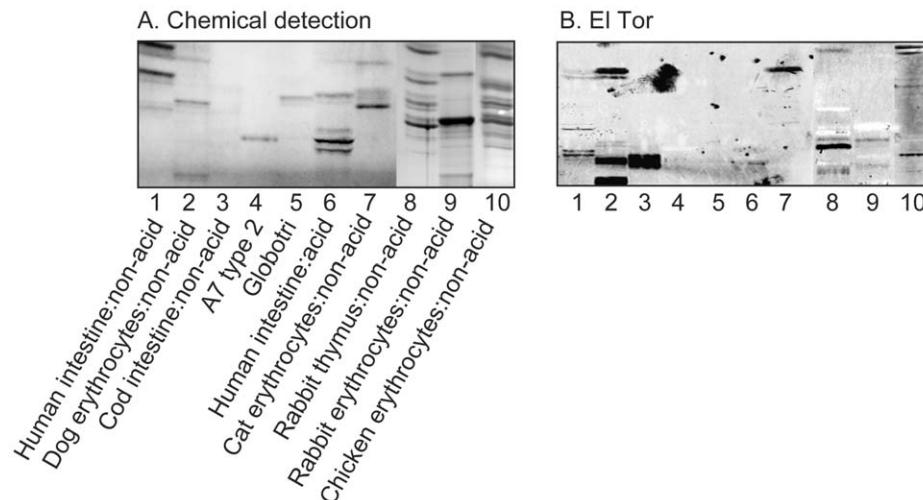 A. Chemical detection
1 2 3 4 5 6 7 8 9 10
Human intestine:non-acid
Dog erythrocytes:non-acid
Cod intestine:non-acid
A7 type 2
Globotri
Human intestine:acid
Cat erythrocytes:non-acid
Rabbit thymus:non-acid
Rabbit erythrocytes:non-acid
Chicken erythrocytes:non-acid
B. El Tor
1 2 3 4 5 6 7 8 9 10